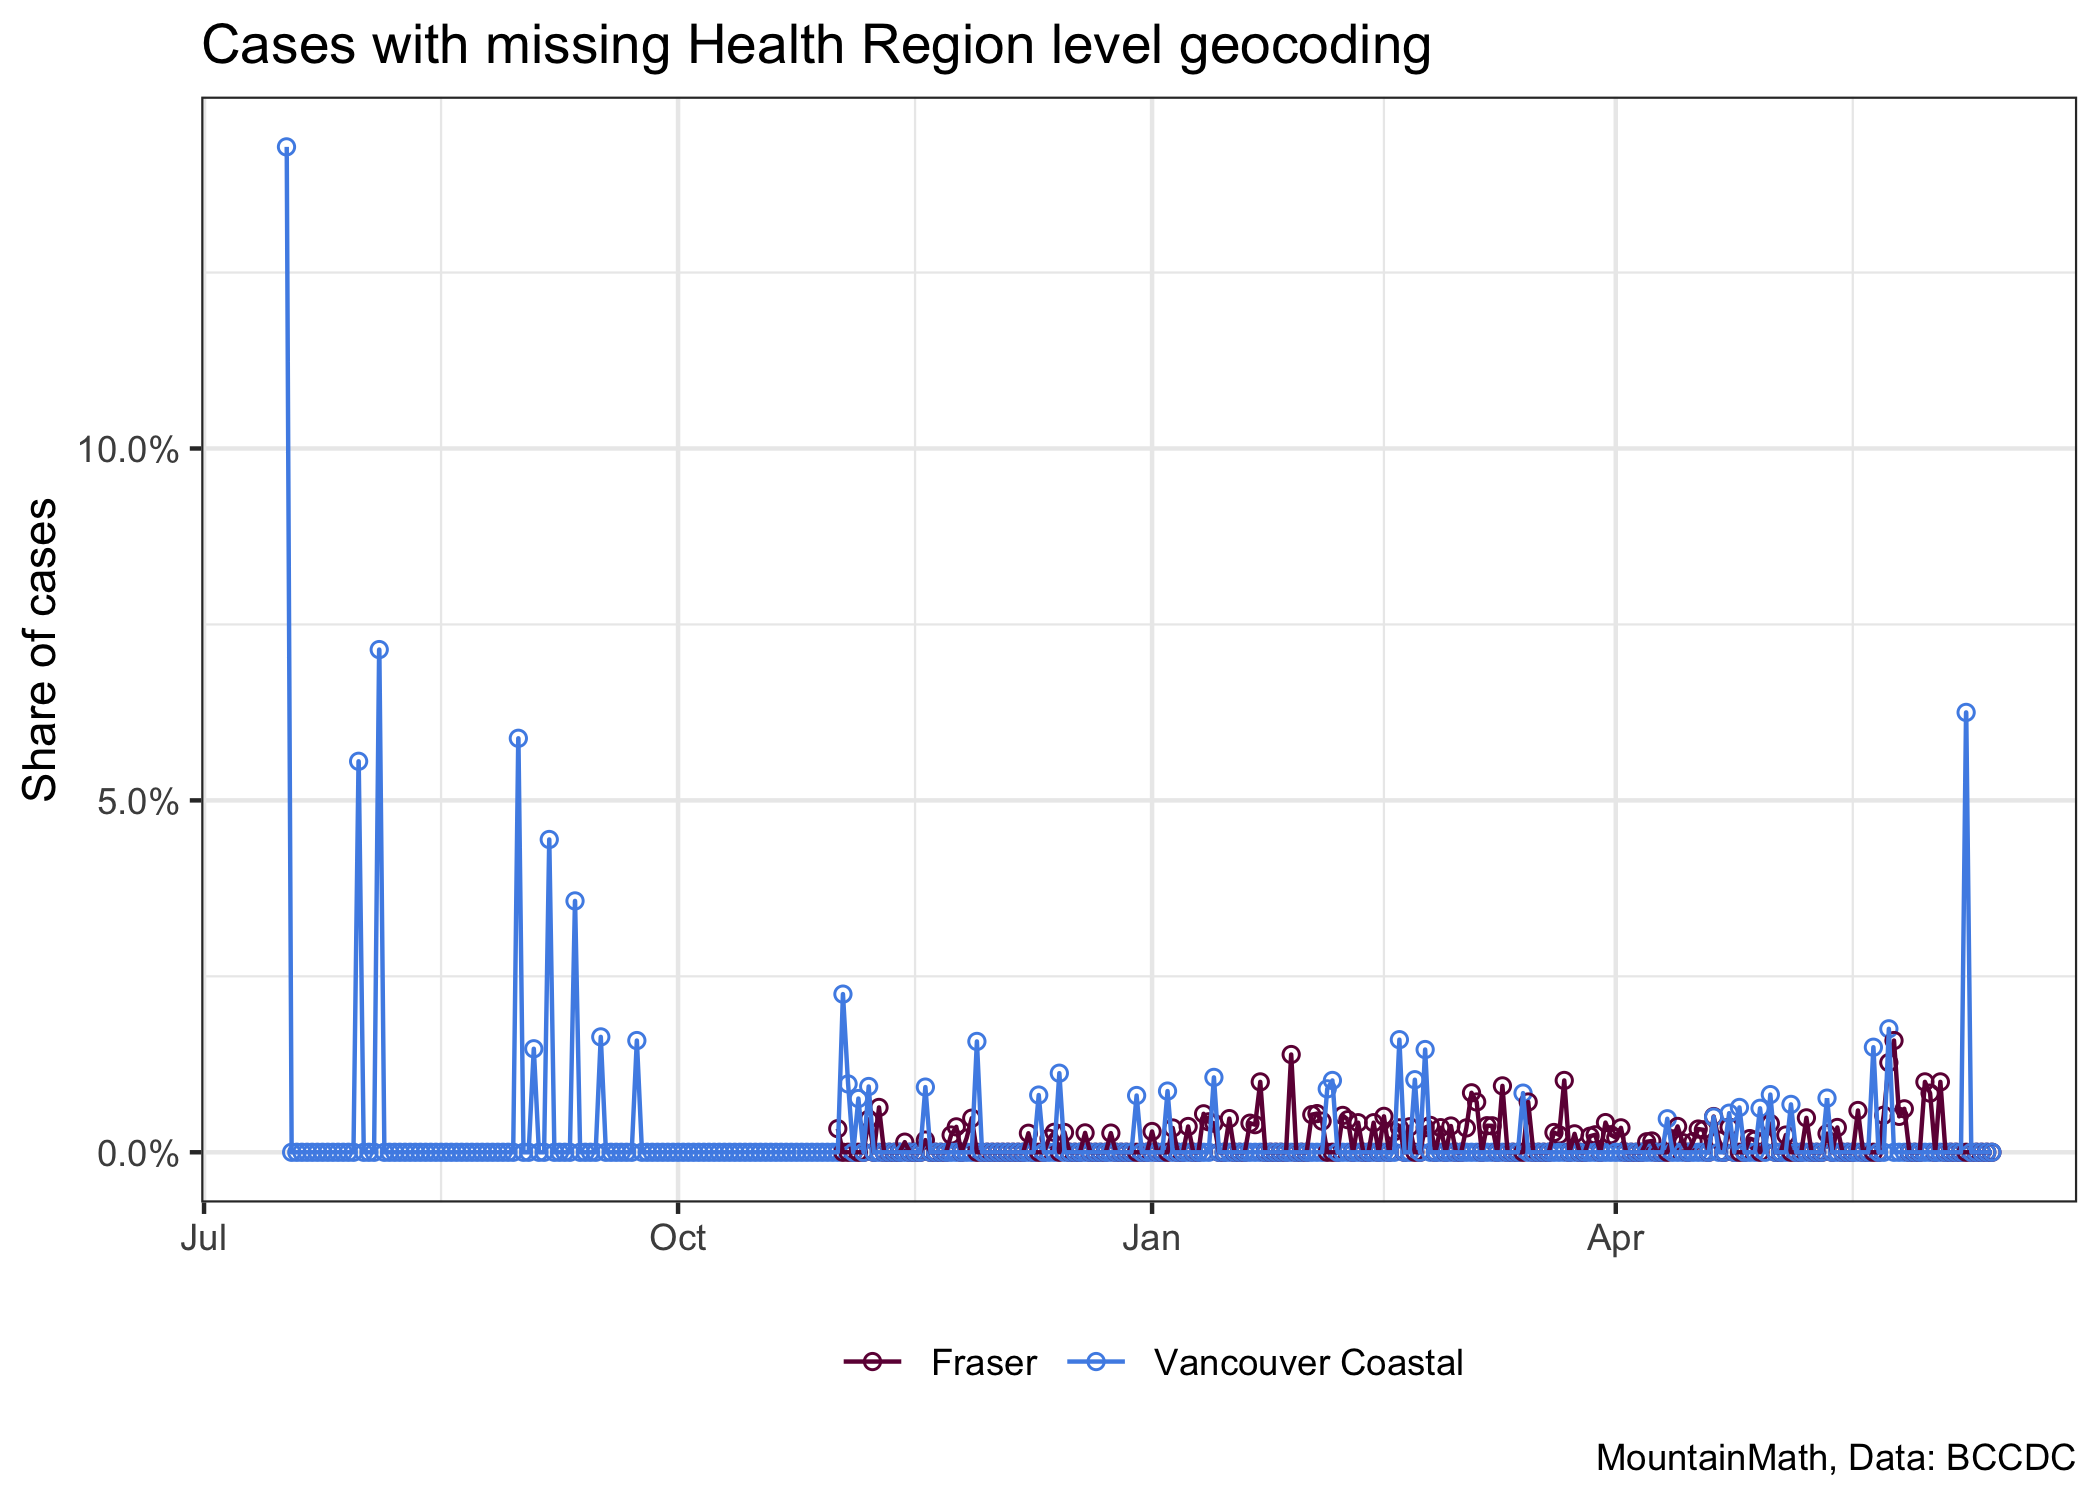 Cases with missing Health Region level geocoding
Share of cases
10.0%
5.0%
0.0%
Jul Oct Jan Apr
Fraser Vancouver Coastal
MountainMath, Data: BCCDC